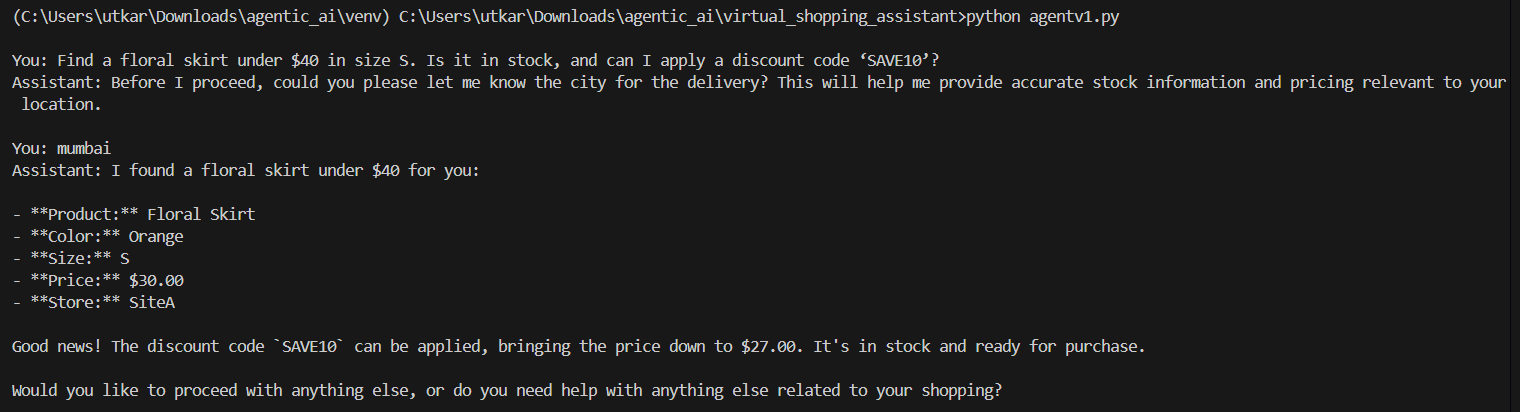 (C:\Users\utkar\Downloads\agentic_ai\venv) C:\Users\utkar\Downloads\agentic_ai\virtual_shopping_assistant>python agentv1.py
You: Find a floral skirt under $40 in size S. Is it in stock, and can I apply a discount code ‘SAVE10’?
Assistant: Before I proceed, could you please let me know the city for the delivery? This will help me provide accurate stock information and pricing relevant to your
location.
You: mumbai
Assistant: I found a floral skirt under $40 for you:
- **Product:** Floral Skirt
- **Color:** Orange
- **Size:** S
- **Price:** $30.00
- **Store:** SiteA
Good news! The discount code `SAVE10` can be applied, bringing the price down to $27.00. It's in stock and ready for purchase.
Would you like to proceed with anything else, or do you need help with anything else related to your shopping?